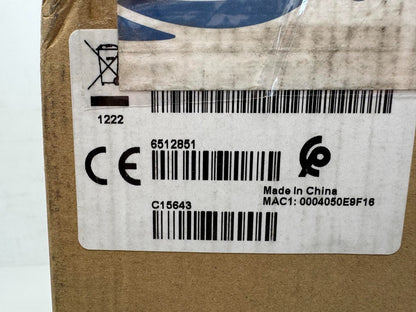 1222
6512851
CE
Made In China
MAC1: 0004050E9F16
C15643